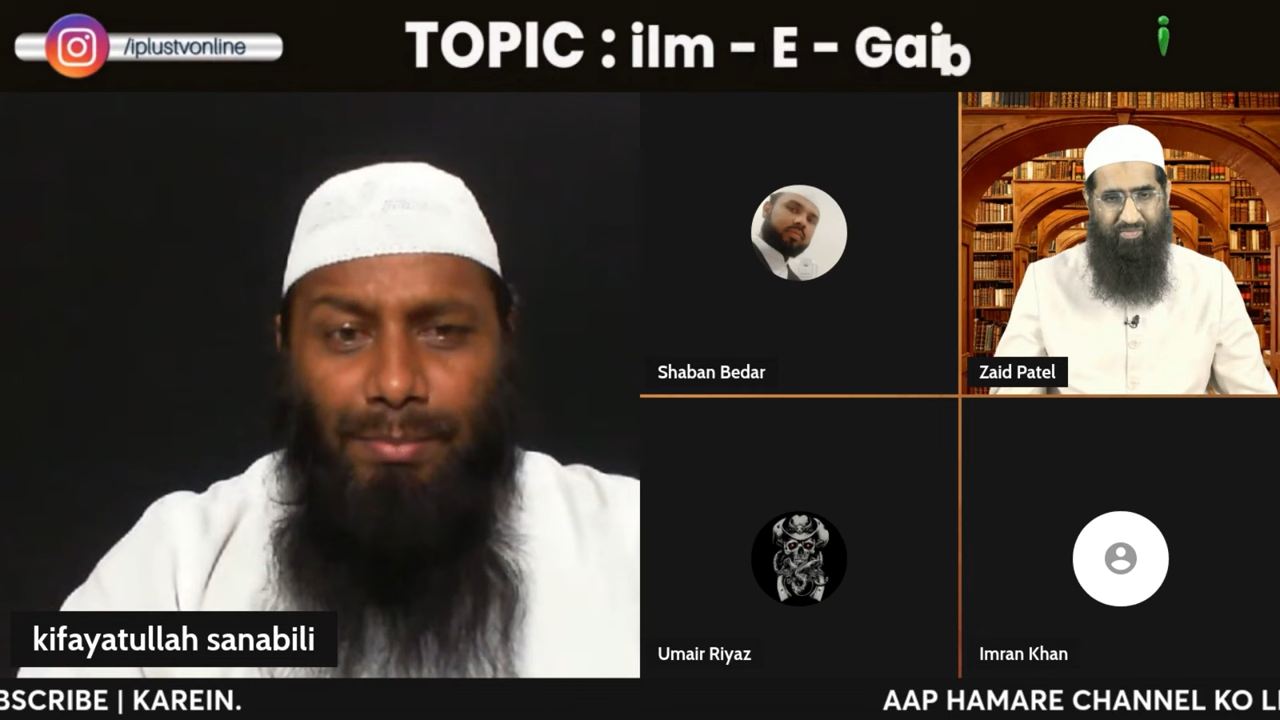 /iplustvonline
TOPIC : ilm - E - Gaib
Shaban Bedar
Zaid Patel
kifayatullah sanabili
Umair Riyaz
Imran Khan
BSCRIBE | KAREIN.
AAP HAMARE CHANNEL KO LI